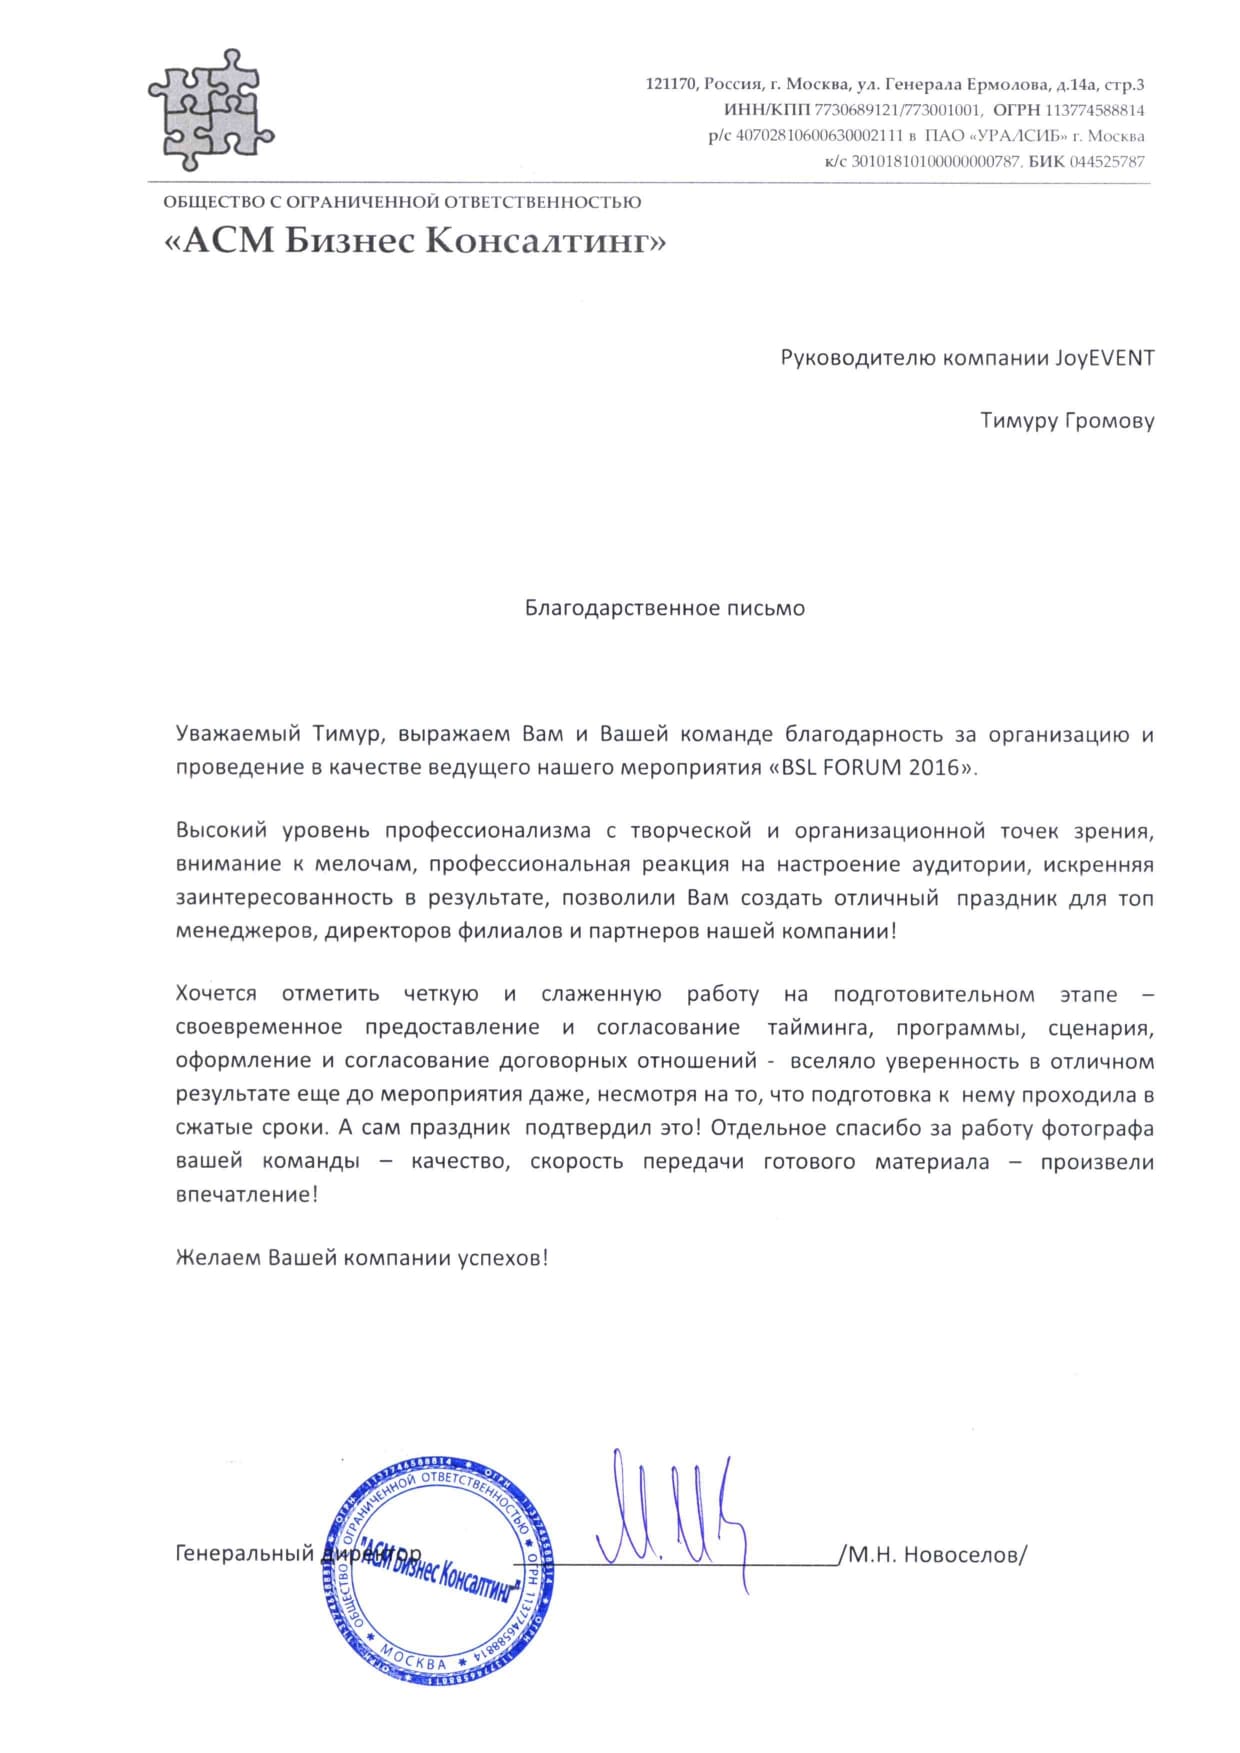 121170, Россия, г. Москва, ул. Генерала Ермолова, д.14а, стр.3
ИНН/КПП 7730689121/773001001, ОГРН 113774588814
р/с 40702810600630002111 в ПАО «УРАЛСИБ» г. Москва
к/с 30101810100000000787. БИК 044525787
ОБЩЕСТВО С ОГРАНИЧЕННОЙ ОТВЕТСТВЕННОСТЬЮ
«АСМ Бизнес Консалтинг»
Руководителю компании JoyEVENT
Тимуру Громову
Благодарственное письмо
Уважаемый Тимур, выражаем Вам и Вашей команде благодарность за организацию и
проведение в качестве ведущего нашего мероприятия «BSL FORUM 2016».
Высокий уровень профессионализма с творческой и организационной точек зрения,
внимание к мелочам, профессиональная реакция на настроение аудитории, искренняя
заинтересованность в результате, позволили Вам создать отличный праздник для топ
менеджеров, директоров филиалов и партнеров нашей компании!
Хочется отметить четкую и слаженную работу на подготовительном этапе –
своевременное предоставление и согласование тайминга, программы, сценария,
оформление и согласование договорных отношений - вселяло уверенность в отличном
результате еще до мероприятия даже, несмотря на то, что подготовка к нему проходила в
сжатые сроки. А сам праздник подтвердил это! Отдельное спасибо за работу фотографа
вашей команды – качество, скорость передачи готового материала – произвели
впечатление!
Желаем Вашей компании успехов!
Генеральный директор /М.Н. Новоселов/
ОБЩЕСТВО С ОГРАНИЧЕННОЙ ОТВЕТСТВЕННОСТЬЮ * ОГРН 1137746588814 * МОСКВА *
"АСМ Бизнес Консалтинг"